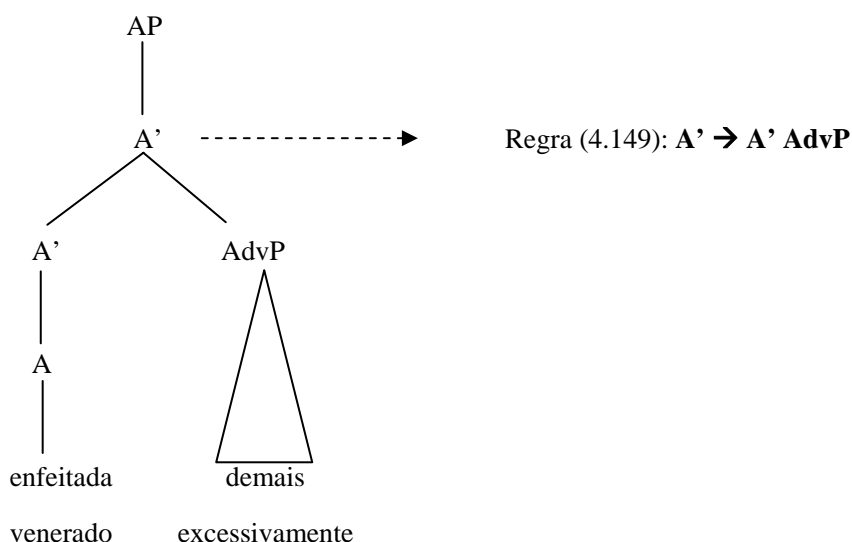 AP
A’ Regra (4.149): A’ → A’ AdvP
A’ AdvP
A
enfeitada demais
venerado excessivamente